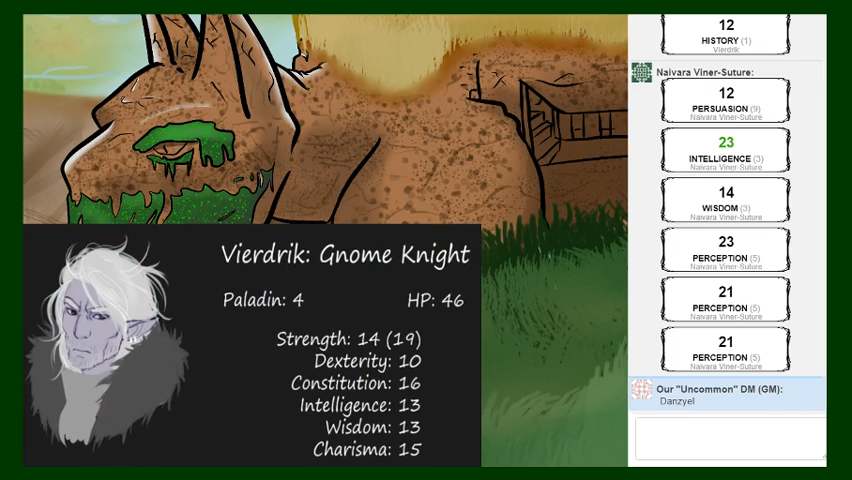 Vierdrik: Gnome Knight
Paladin: 4
HP: 46
Strength: 14 (19)
Dexterity: 10
Constitution: 16
Intelligence: 13
Wisdom: 13
Charisma: 15
12
HISTORY (1)
Vierdrik
Naivara Viner-Suture:
12
PERSUASION (9)
Naivara Viner-Suture
23
INTELLIGENCE (3)
Naivara Viner-Suture
14
WISDOM (3)
Naivara Viner-Suture
23
PERCEPTION (5)
Naivara Viner-Suture
21
PERCEPTION (5)
Naivara Viner-Suture
21
PERCEPTION (5)
Naivara Viner-Suture
Our "Uncommon" DM (GM):
Danzyel